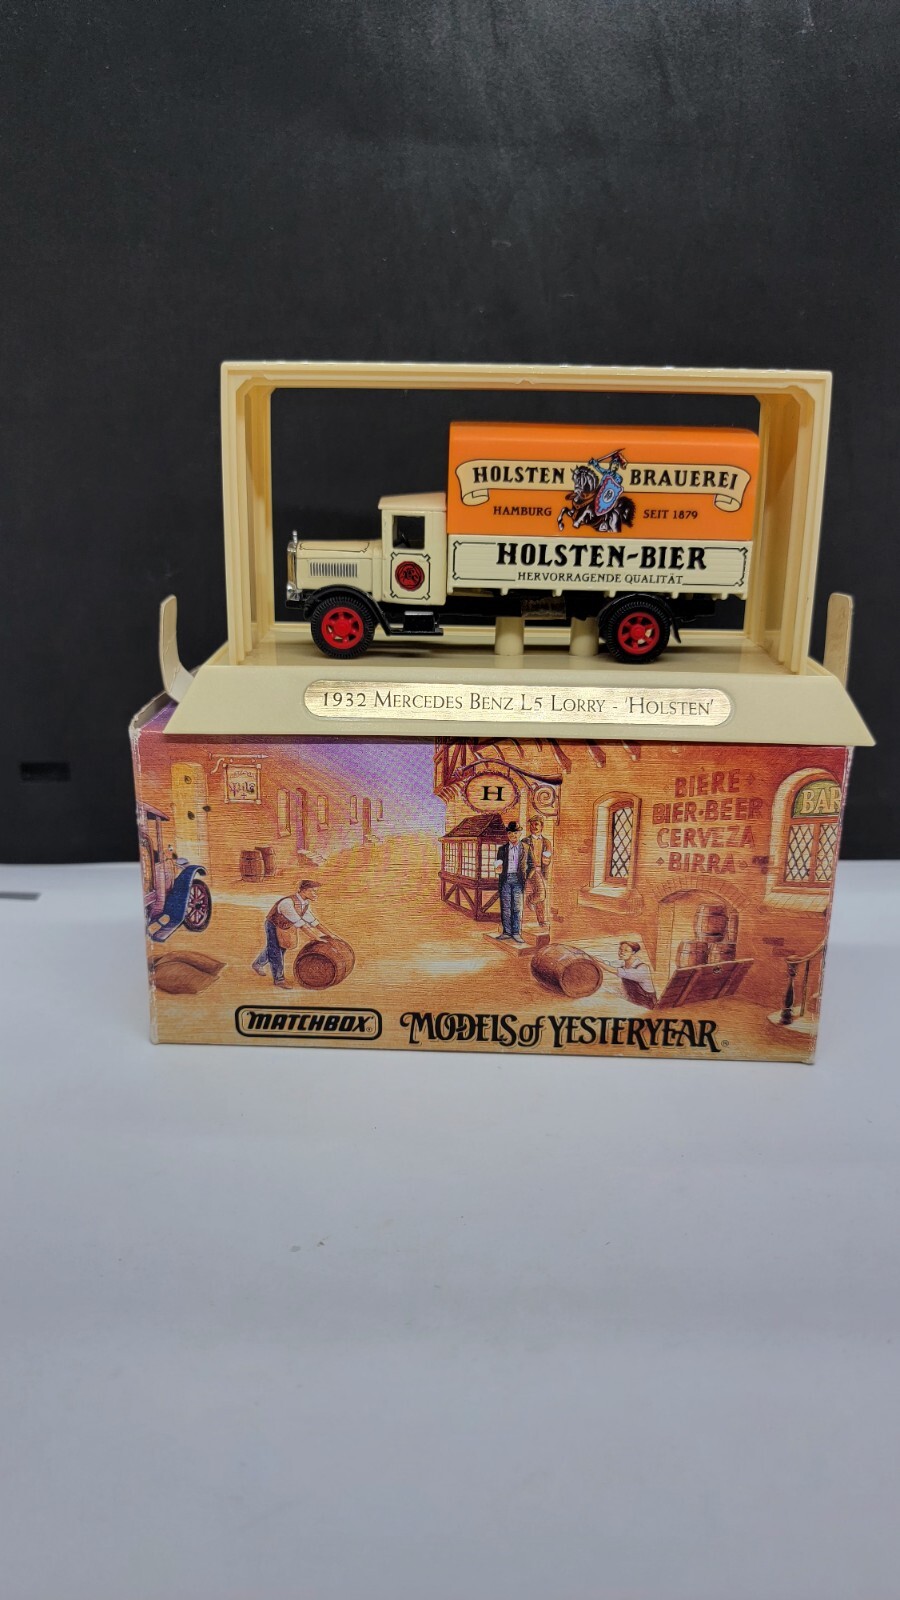 HOLSTEN BRAUEREI
HAMBURG SEIT 1879
HOLSTEN-BIER
HERVORRAGENDE QUALITÄT
1932 MERCEDES BENZ L5 LORRY - 'HOLSTEN'
Pils
H
BIÈRE
BIER·BEER
CERVEZA
BIRRA
BAR
MATCHBOX
MODELS of YESTERYEAR